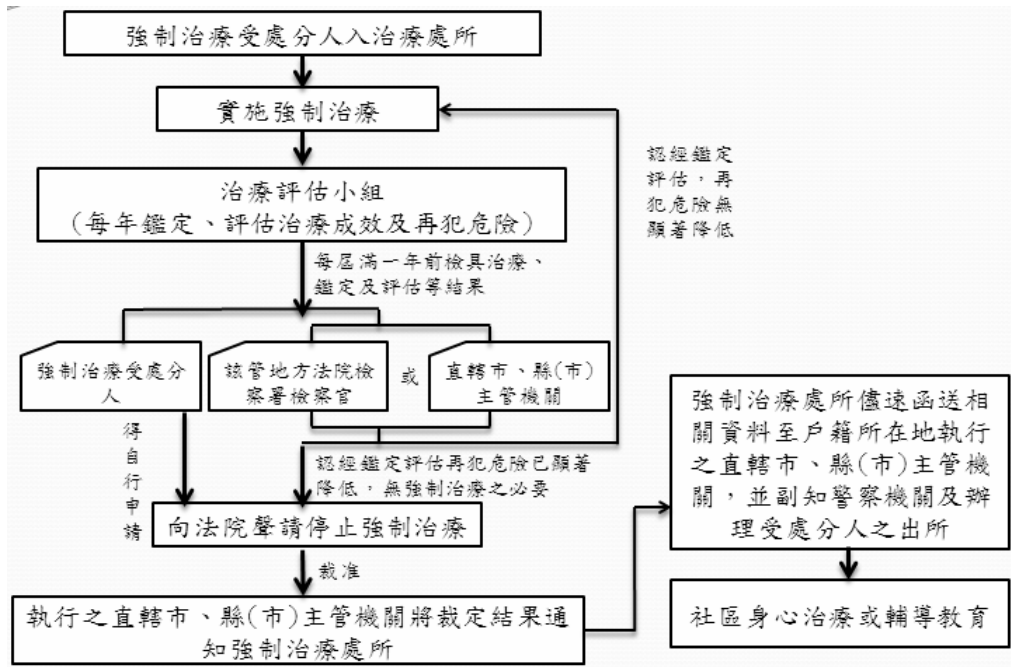 強制治療受處分人入治療處所
實施強制治療
認經鑑定
評估，再
犯危險無
顯著降低
治療評估小組
(每年鑑定、評估治療成效及再犯危險)
每屆滿一年前檢具治療、
鑑定及評估等結果
強制治療受處分
人
該管地方法院檢
察署檢察官
或
直轄市、縣(市)
主管機關
得自行申請
認經鑑定評估再犯危險已顯著
降低，無強制治療之必要
向法院聲請停止強制治療
裁准
執行之直轄市、縣(市)主管機關將裁定結果通
知強制治療處所
強制治療處所儘速函送相
關資料至戶籍所在地執行
之直轄市、縣(市)主管機
關，並副知警察機關及辦
理受處分人之出所
社區身心治療或輔導教育